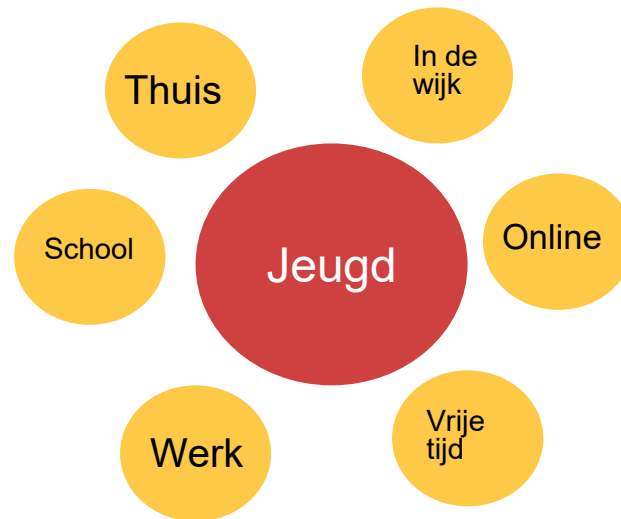 Thuis
In de
wijk
School
Jeugd
Online
Werk
Vrije
tijd